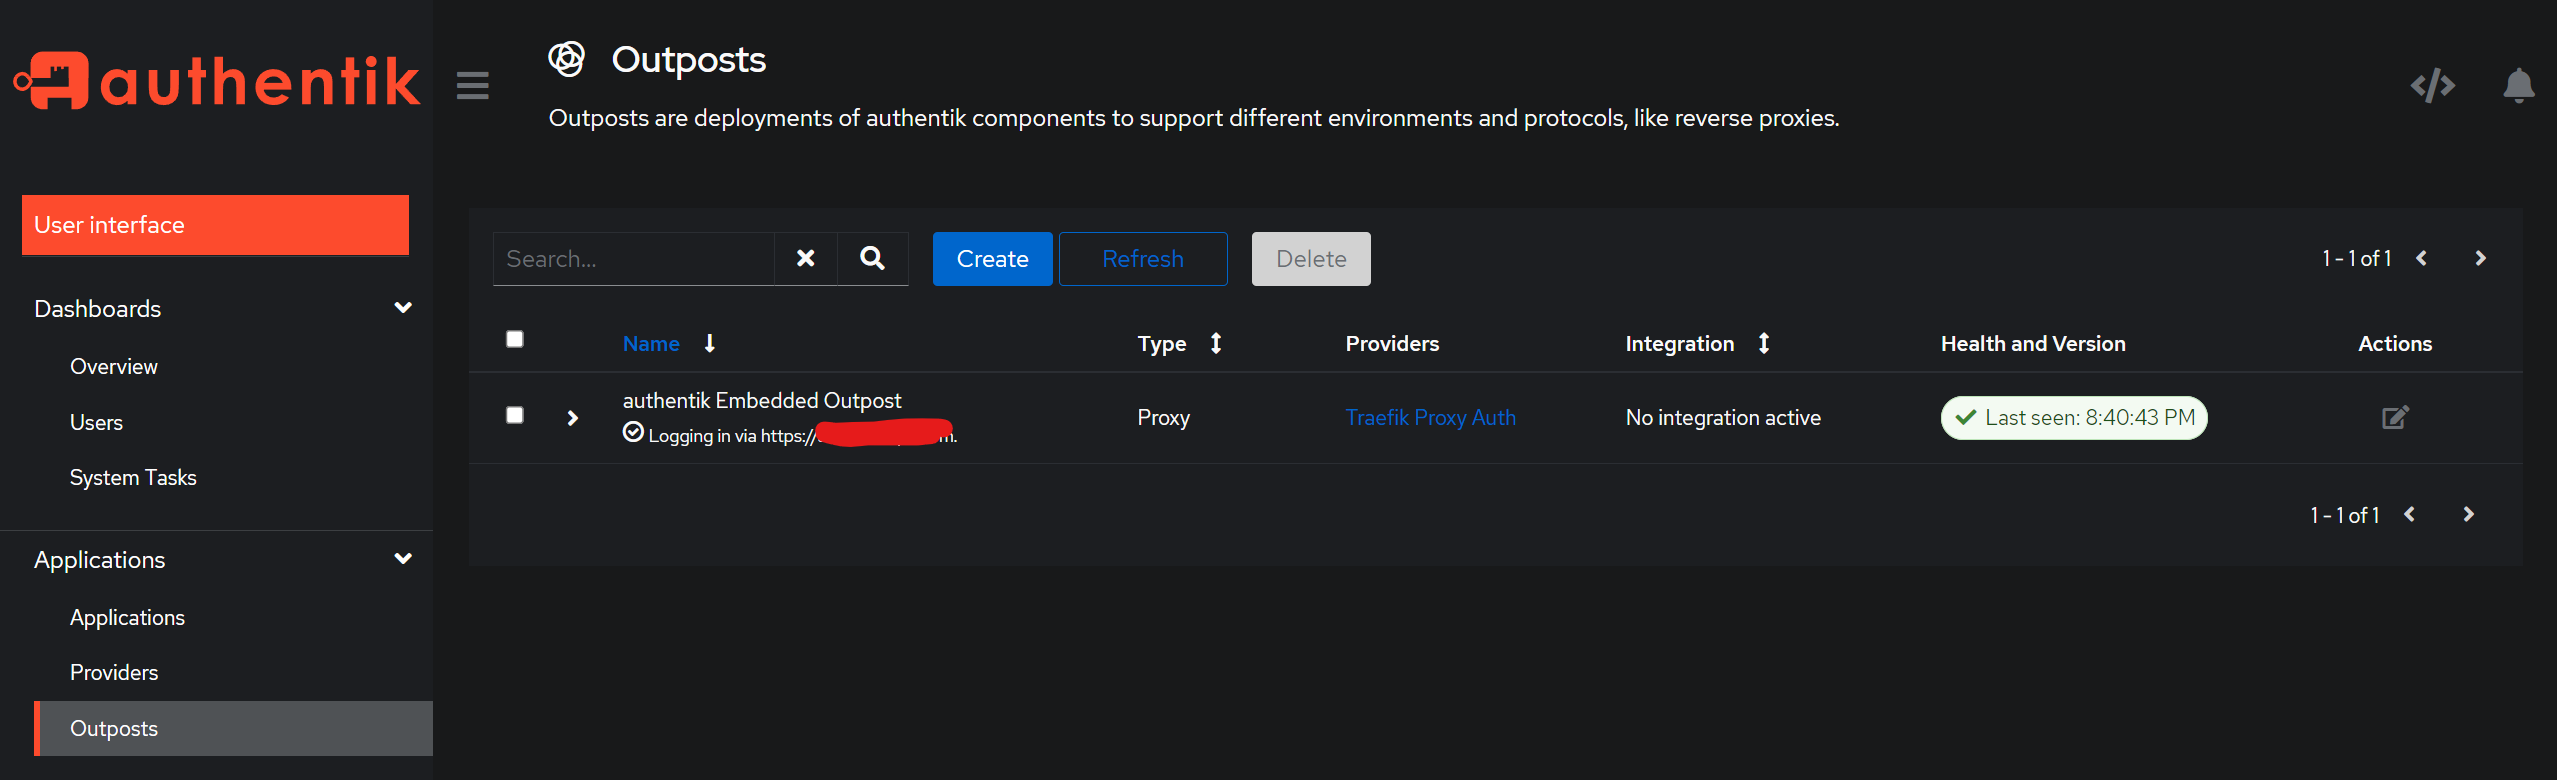 authentik
Outposts
Outposts are deployments of authentik components to support different environments and protocols, like reverse proxies.
User interface
Dashboards
Overview
Users
System Tasks
Applications
Applications
Providers
Outposts
Search...
Create
Refresh
Delete
1 - 1 of 1
Name
Type
Providers
Integration
Health and Version
Actions
authentik Embedded Outpost
Logging in via https://
Proxy
Traefik Proxy Auth
No integration active
Last seen: 8:40:43 PM
1 - 1 of 1